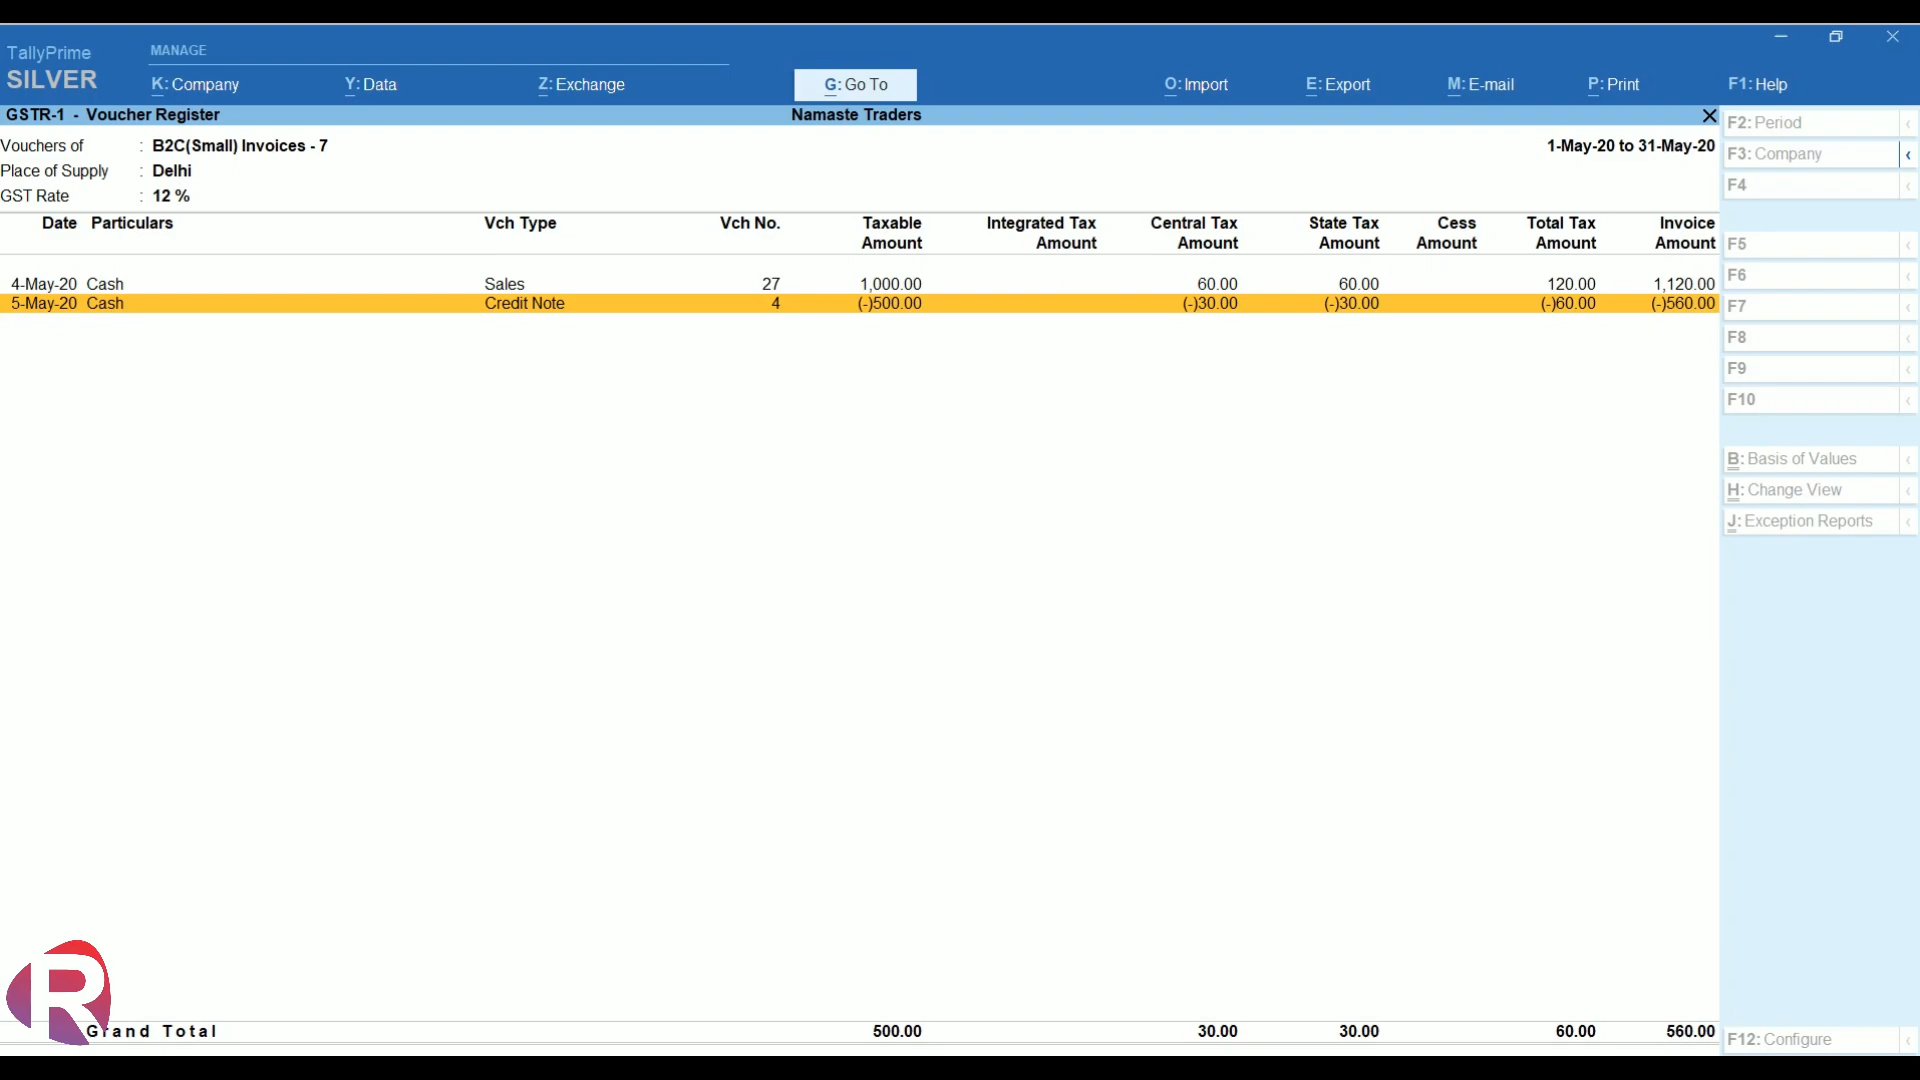 TallyPrime
SILVER
MANAGE
K: Company Y: Data Z: Exchange G: Go To O: Import E: Export M: E-mail P: Print F1: Help
GSTR-1 - Voucher Register Namaste Traders
Vouchers of : B2C(Small) Invoices - 7 1-May-20 to 31-May-20
Place of Supply : Delhi
GST Rate : 12 %
Date Particulars Vch Type Vch No. Taxable Amount Integrated Tax Amount Central Tax Amount State Tax Amount Cess Amount Total Tax Amount Invoice Amount
4-May-20 Cash Sales 27 1,000.00 60.00 60.00 120.00 1,120.00
5-May-20 Cash Credit Note 4 (-)500.00 (-)30.00 (-)30.00 (-)60.00 (-)560.00
Grand Total 500.00 30.00 30.00 60.00 560.00
F2: Period
F3: Company
F4
F5
F6
F7
F8
F9
F10
B: Basis of Values
H: Change View
J: Exception Reports
F12: Configure
R